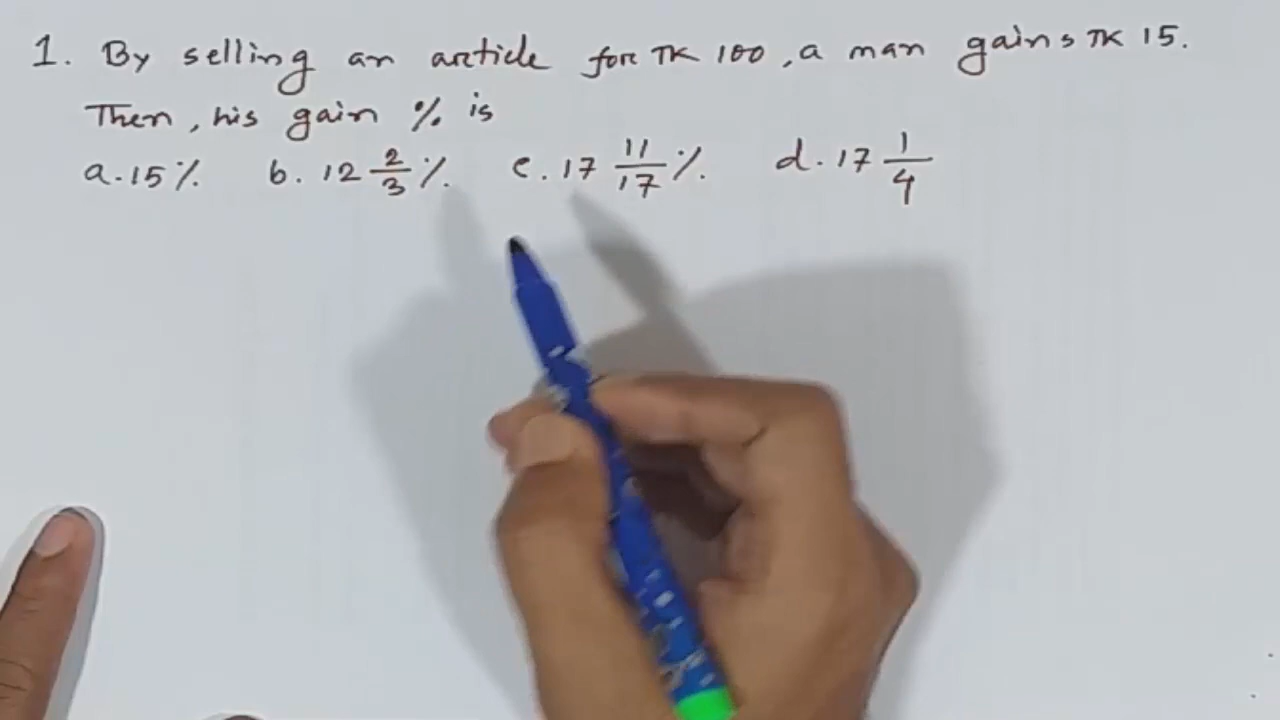 1. By selling an article for TK 100, a man gains TK 15.
Then, his gain % is
a. 15% b. 12 2/3 % c. 17 11/17 % d. 17 1/4